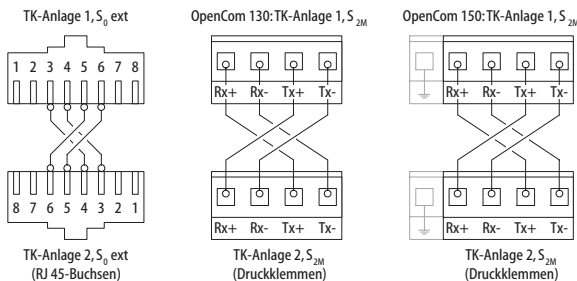 TK-Anlage 1, S0 ext
1 2 3 4 5 6 7 8
8 7 6 5 4 3 2 1
TK-Anlage 2, S0 ext
(RJ 45-Buchsen)
OpenCom 130: TK-Anlage 1, S2M
Rx+ Rx- Tx+ Tx-
Rx+ Rx- Tx+ Tx-
TK-Anlage 2, S2M
(Druckklemmen)
OpenCom 150: TK-Anlage 1, S2M
Rx+ Rx- Tx+ Tx-
Rx+ Rx- Tx+ Tx-
TK-Anlage 2, S2M
(Druckklemmen)